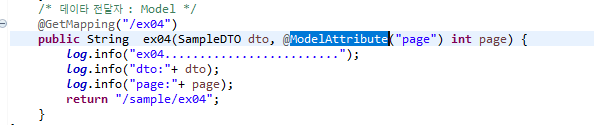 /* 데이타 전달자 : Model */
@GetMapping("/ex04")
public String  ex04(SampleDTO dto, @ModelAttribute("page") int page) {
log.info("ex04.........................");
log.info("dto:"+ dto);
log.info("page:"+ page);
return "/sample/ex04";
}